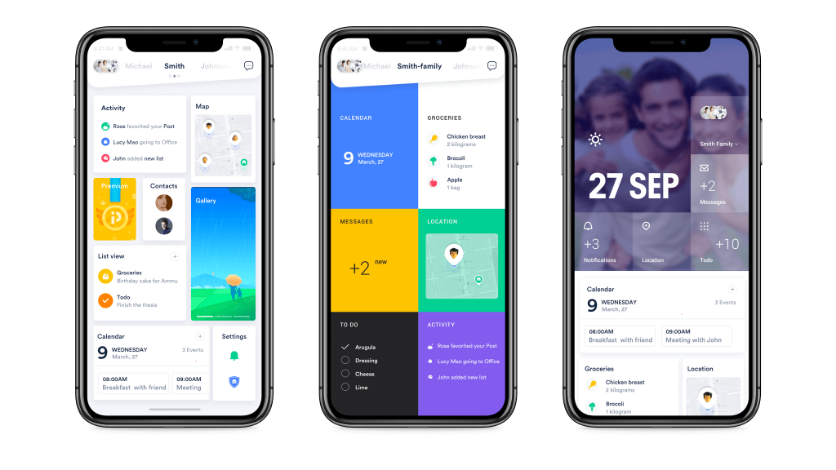 Michael Smith Johnson
Activity
Rose favorited your Post
Lucy Mao going to Office
John added new list
Map
Premium
Contacts
Gallery
List view +
Groceries
Birthday cake for Ammu
Todo
Finish the thesis
Calendar +
9 WEDNESDAY
March, 27
3 Events
08:00AM
Breakfast with friend
09:00AM
Meeting
Settings
Michael Smith-family
CALENDAR
9 WEDNESDAY
March, 27
GROCERIES
Chicken breast
2 kilograms
Brocoli
1 kilogram
Apple
1 bag
MESSAGES
+2 new
LOCATION
TO DO
Arugula
Dressing
Cheese
Lime
ACTIVITY
Rose favorited your Post
Lucy Mao going to Office
John added new list
27 SEP
Smith Family
+2
Messages
+3
Notifications
Location
+10
Todo
Calendar +
9 WEDNESDAY
March, 27
3 Events
08:00AM
Breakfast with friend
09:00AM
Meeting with John
Groceries
Chicken breast
2 kilograms
Brocoli
1 kilogram
Location